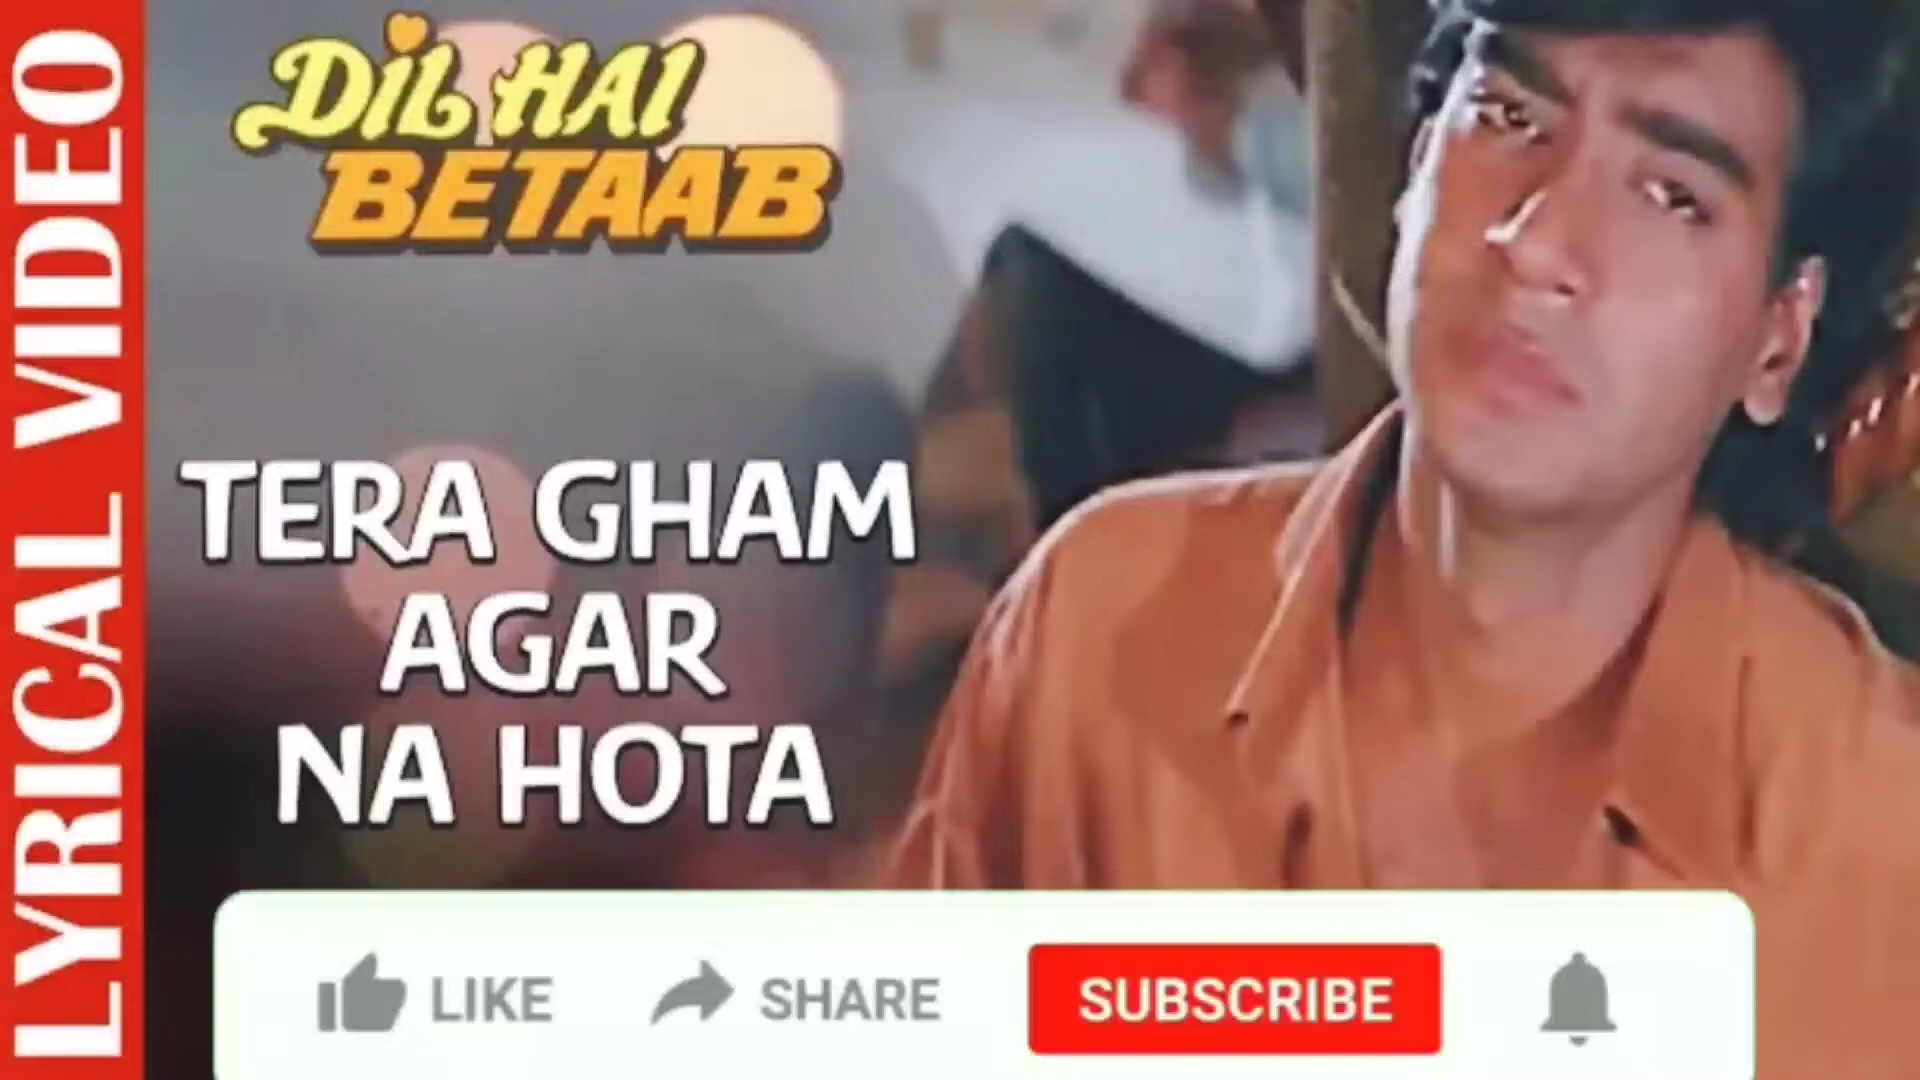 LYRICAL VIDEO
DIL HAI
BETAAB
TERA GHAM
AGAR
NA HOTA
LIKE SHARE SUBSCRIBE